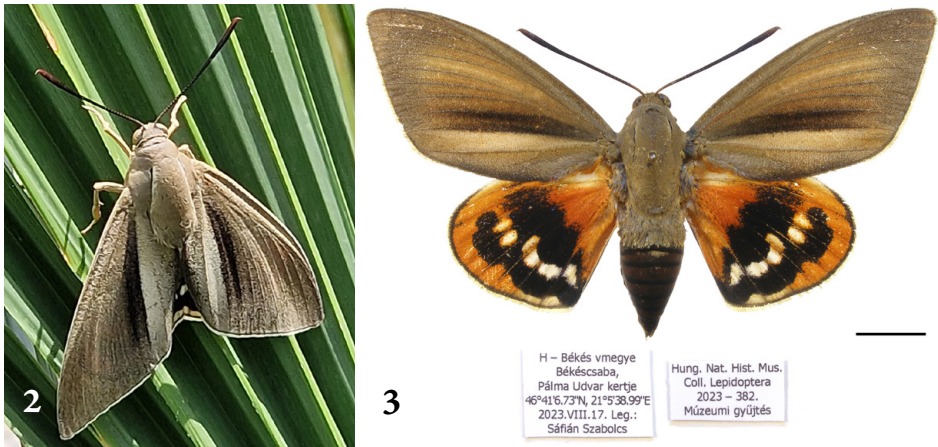 2
3
H – Békés vmegye
Békéscsaba,
Pálma Udvar kertje
46°41'6.73"N, 21°5'38.99"E
2023.VIII.17. Leg.:
Sáfián Szabolcs
Hung. Nat. Hist. Mus.
Coll. Lepidoptera
2023 – 382.
Múzeumi gyűjtés